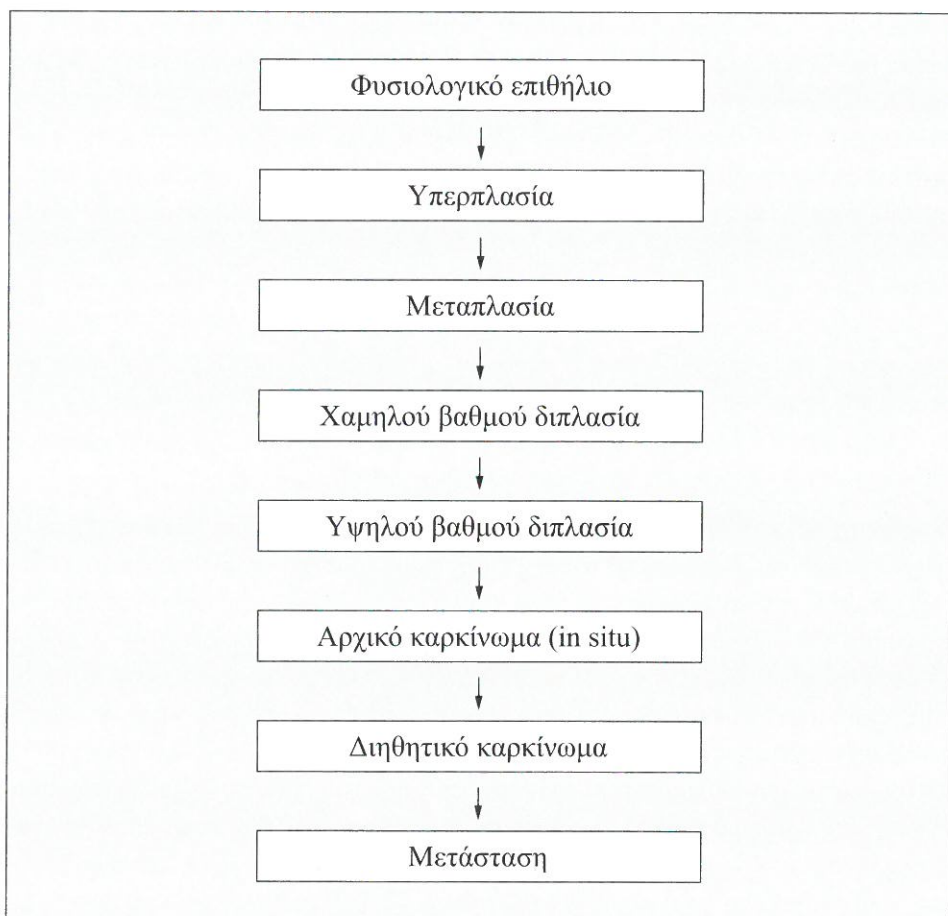 Φυσιολογικό επιθήλιο
Υπερπλασία
Μεταπλασία
Χαμηλού βαθμού διπλασία
Υψηλού βαθμού διπλασία
Αρχικό καρκίνωμα (in situ)
Διηθητικό καρκίνωμα
Μετάσταση